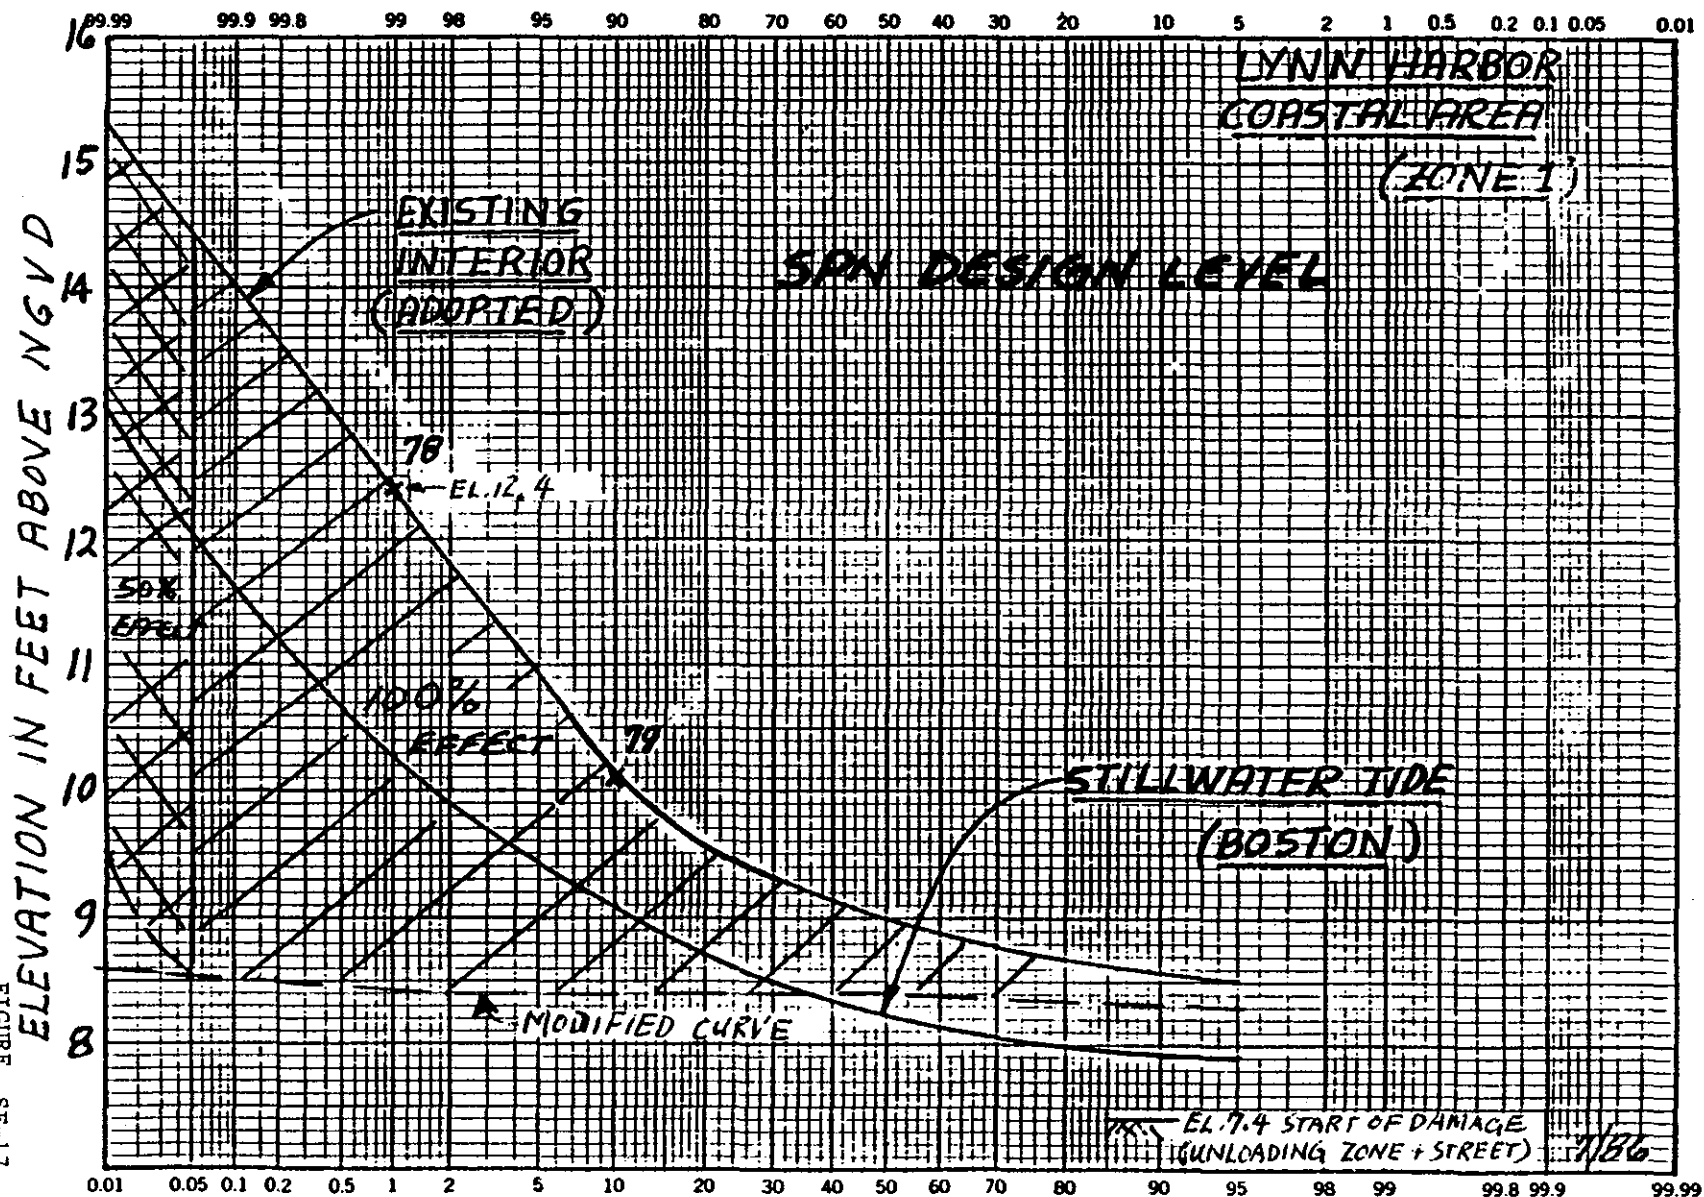 99.99 99.9 99.8 99 98 95 90 80 70 60 50 40 30 20 10 5 2 1 0.5 0.2 0.1 0.05 0.01
LYNN HARBOR
COASTAL AREA
(ZONE 1)
SPN DESIGN LEVEL
EXISTING
INTERIOR
(ADOPTED)
78
EL.12.4
50%
EFFECT
100%
EFFECT
79
STILLWATER TIDE
(BOSTON)
MODIFIED CURVE
EL.7.4 START OF DAMAGE
(UNLOADING ZONE + STREET)
7/86
ELEVATION IN FEET ABOVE NGVD
16
15
14
13
12
11
10
9
8
0.01 0.05 0.1 0.2 0.5 1 2 5 10 20 30 40 50 60 70 80 90 95 98 99 99.8 99.9 99.99
FIGURE